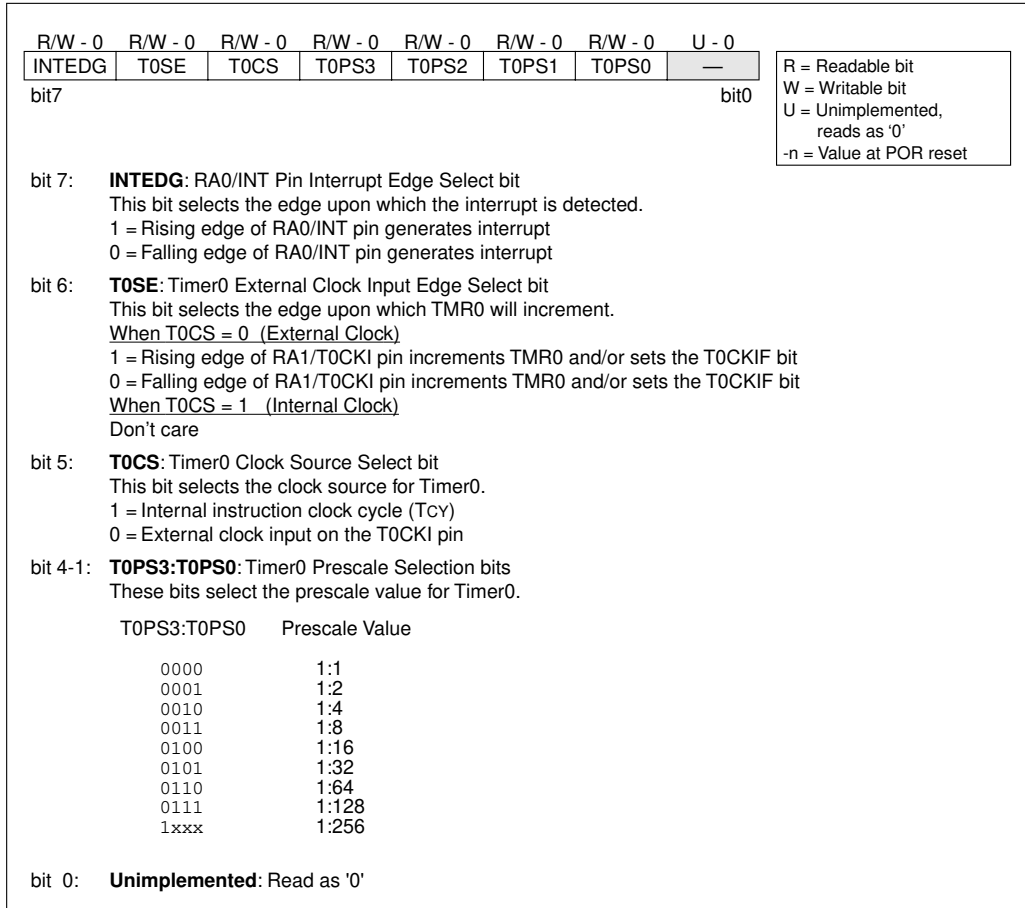 R/W - 0 R/W - 0 R/W - 0 R/W - 0 R/W - 0 R/W - 0 R/W - 0 U - 0
INTEDG T0SE T0CS T0PS3 T0PS2 T0PS1 T0PS0 —
bit7 bit0
R = Readable bit
W = Writable bit
U = Unimplemented,
reads as ‘0’
-n = Value at POR reset
bit 7: INTEDG: RA0/INT Pin Interrupt Edge Select bit
This bit selects the edge upon which the interrupt is detected.
1 = Rising edge of RA0/INT pin generates interrupt
0 = Falling edge of RA0/INT pin generates interrupt
bit 6: T0SE: Timer0 External Clock Input Edge Select bit
This bit selects the edge upon which TMR0 will increment.
When T0CS = 0 (External Clock)
1 = Rising edge of RA1/T0CKI pin increments TMR0 and/or sets the T0CKIF bit
0 = Falling edge of RA1/T0CKI pin increments TMR0 and/or sets the T0CKIF bit
When T0CS = 1 (Internal Clock)
Don't care
bit 5: T0CS: Timer0 Clock Source Select bit
This bit selects the clock source for Timer0.
1 = Internal instruction clock cycle (TCY)
0 = External clock input on the T0CKI pin
bit 4-1: T0PS3:T0PS0: Timer0 Prescale Selection bits
These bits select the prescale value for Timer0.
T0PS3:T0PS0 Prescale Value
0000 1:1
0001 1:2
0010 1:4
0011 1:8
0100 1:16
0101 1:32
0110 1:64
0111 1:128
1xxx 1:256
bit 0: Unimplemented: Read as '0'